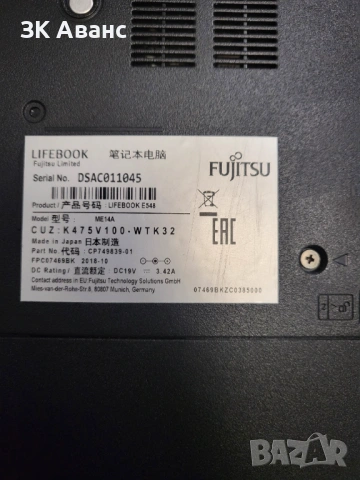 ЗК Аванс
LIFEBOOK 笔记本电脑
Fujitsu Limited
FUJITSU
Serial No. DSAC011045
Product / 产品号码 LIFEBOOK E548
Model 型号: ME14A
CUZ:K475V100-WTK32
Made in Japan 日本制造
Part No 代码: CP749839-01
FPC07469BK 2018-10
DC Rating / 直流额定: DC19V 3.42A
Contact address in EU:Fujitsu Technology Solutions GmbH
Mies-van-der-Rohe-Str.8, 80807 Munich, Germany
EAC
07469BKZC0385000
BAZAR